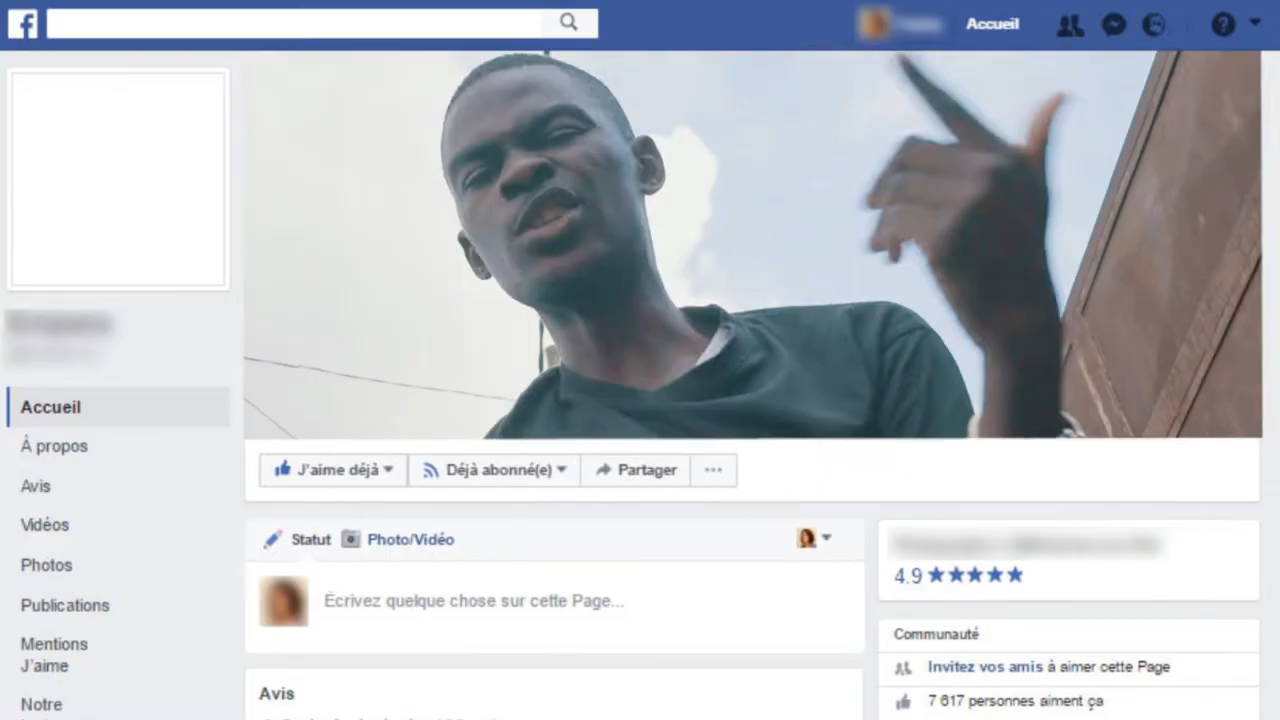 f
Accueil
Accueil
À propos
Avis
Vidéos
Photos
Publications
Mentions
J'aime
Notre
J'aime déjà
Déjà abonné(e)
Partager
Statut
Photo/Vidéo
Écrivez quelque chose sur cette Page...
Avis
4.9
Communauté
Invitez vos amis à aimer cette Page
7 617 personnes aiment ça